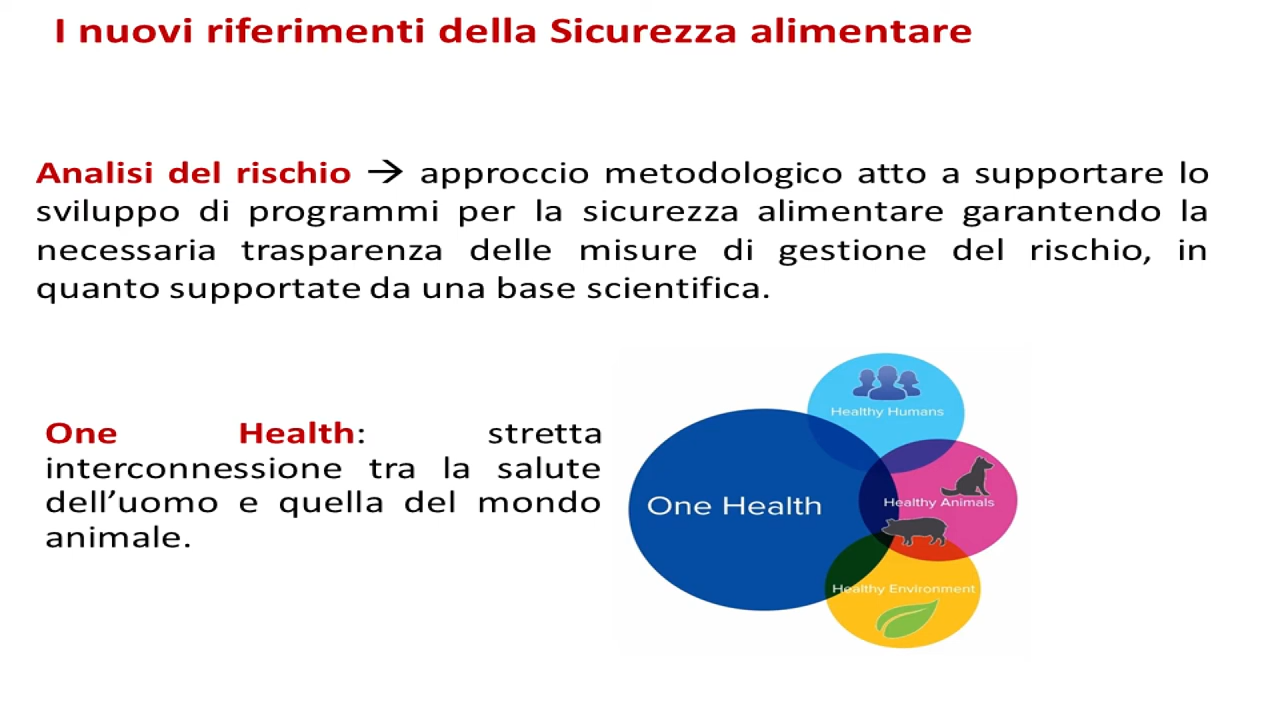 I nuovi riferimenti della Sicurezza alimentare
Analisi del rischio → approccio metodologico atto a supportare lo
sviluppo di programmi per la sicurezza alimentare garantendo la
necessaria trasparenza delle misure di gestione del rischio, in
quanto supportate da una base scientifica.
One Health: stretta
interconnessione tra la salute
dell’uomo e quella del mondo
animale.
Healthy Humans
One Health
Healthy Animals
Healthy Environment